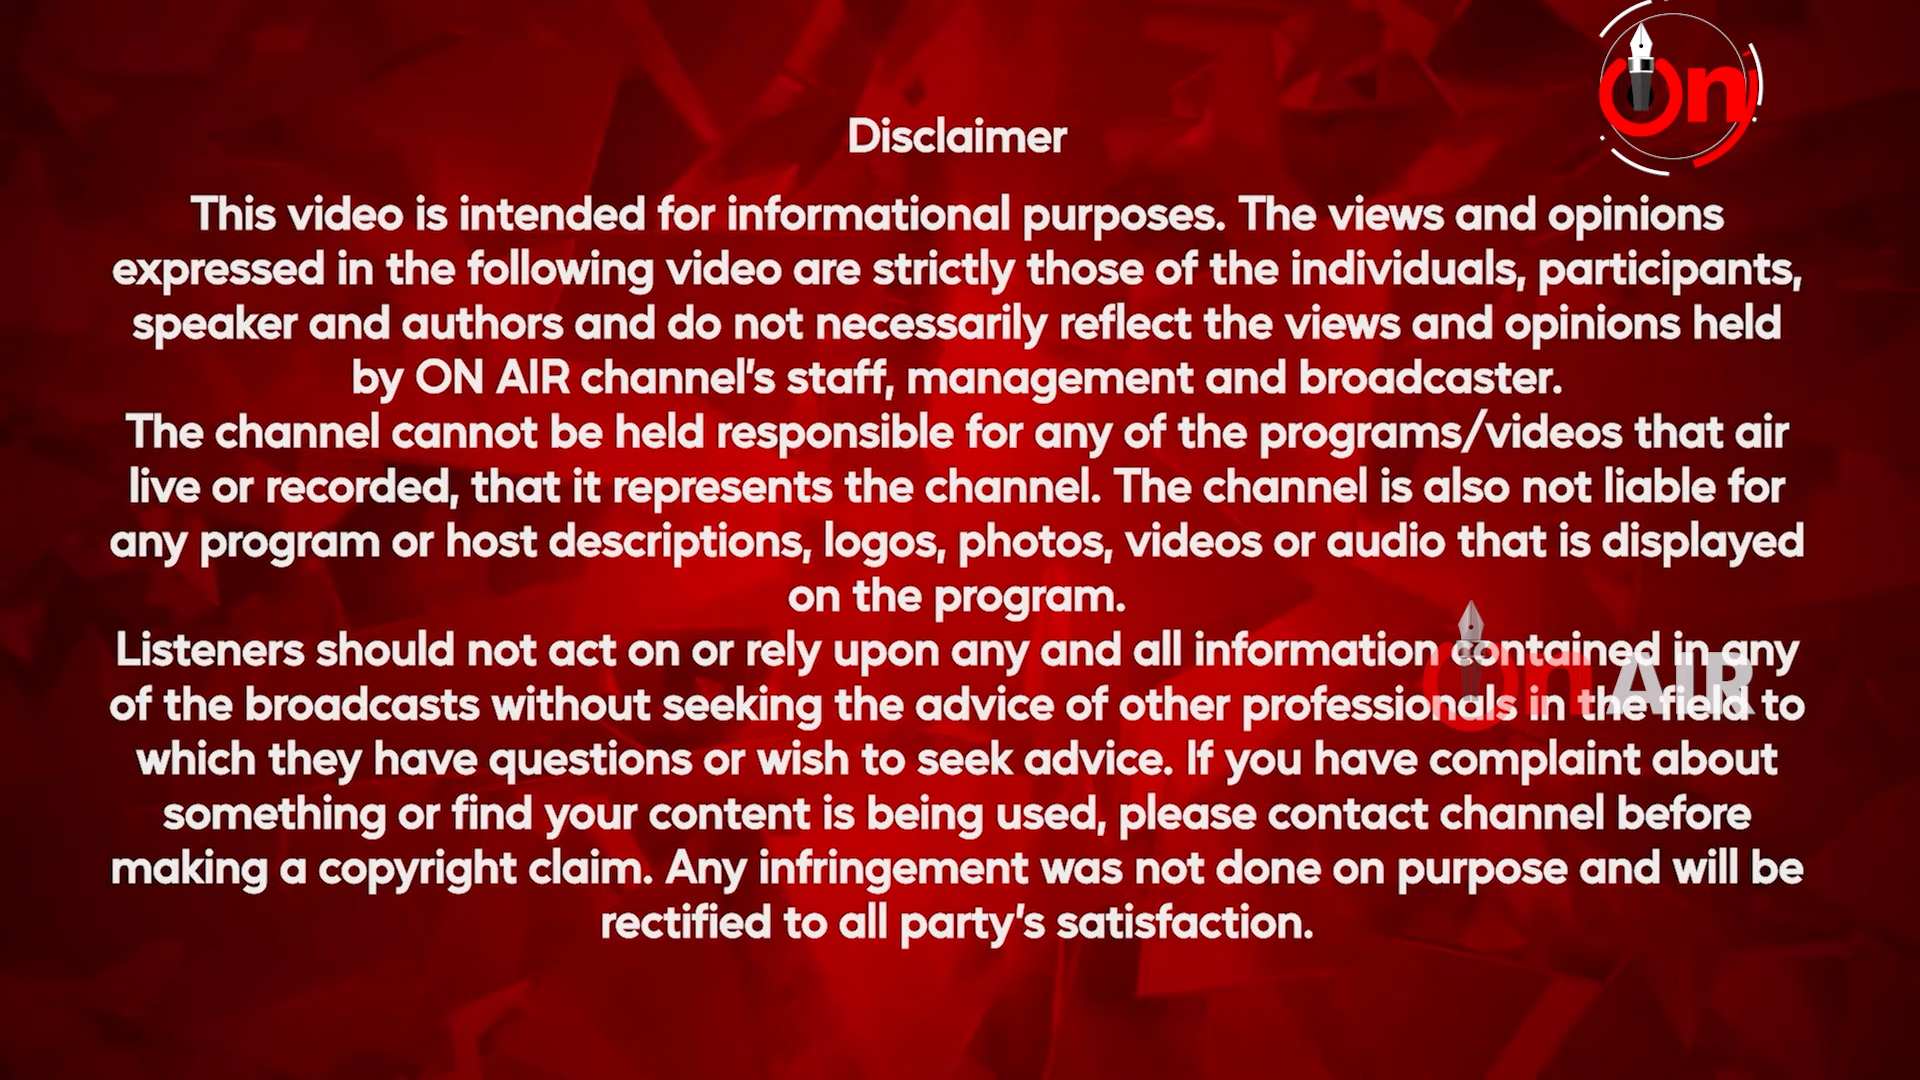 On
Disclaimer
This video is intended for informational purposes. The views and opinions
expressed in the following video are strictly those of the individuals, participants,
speaker and authors and do not necessarily reflect the views and opinions held
by ON AIR channel's staff, management and broadcaster.
The channel cannot be held responsible for any of the programs/videos that air
live or recorded, that it represents the channel. The channel is also not liable for
any program or host descriptions, logos, photos, videos or audio that is displayed
on the program.
Listeners should not act on or rely upon any and all information contained in any
of the broadcasts without seeking the advice of other professionals in the field to
which they have questions or wish to seek advice. If you have complaint about
something or find your content is being used, please contact channel before
making a copyright claim. Any infringement was not done on purpose and will be
rectified to all party's satisfaction.
On AIR